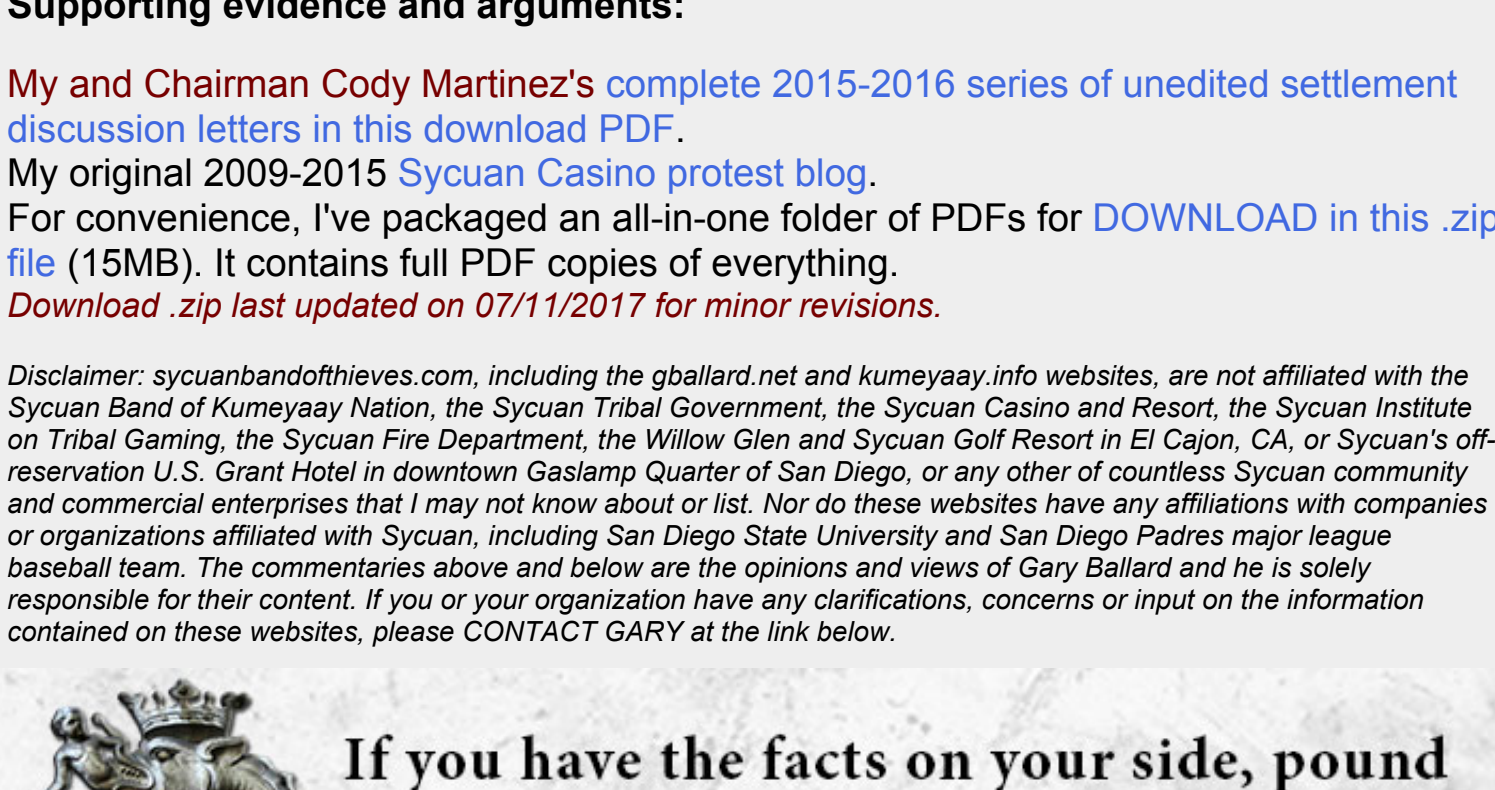 Supporting evidence and arguments:
My and Chairman Cody Martinez's complete 2015-2016 series of unedited settlement
discussion letters in this download PDF.
My original 2009-2015 Sycuan Casino protest blog.
For convenience, I've packaged an all-in-one folder of PDFs for DOWNLOAD in this .zip
file (15MB). It contains full PDF copies of everything.
Download .zip last updated on 07/11/2017 for minor revisions.
Disclaimer: sycuanbandofthieves.com, including the gballard.net and kumeyaay.info websites, are not affiliated with the
Sycuan Band of Kumeyaay Nation, the Sycuan Tribal Government, the Sycuan Casino and Resort, the Sycuan Institute
on Tribal Gaming, the Sycuan Fire Department, the Willow Glen and Sycuan Golf Resort in El Cajon, CA, or Sycuan's off-
reservation U.S. Grant Hotel in downtown Gaslamp Quarter of San Diego, or any other of countless Sycuan community
and commercial enterprises that I may not know about or list. Nor do these websites have any affiliations with companies
or organizations affiliated with Sycuan, including San Diego State University and San Diego Padres major league
baseball team. The commentaries above and below are the opinions and views of Gary Ballard and he is solely
responsible for their content. If you or your organization have any clarifications, concerns or input on the information
contained on these websites, please CONTACT GARY at the link below.
If you have the facts on your side, pound